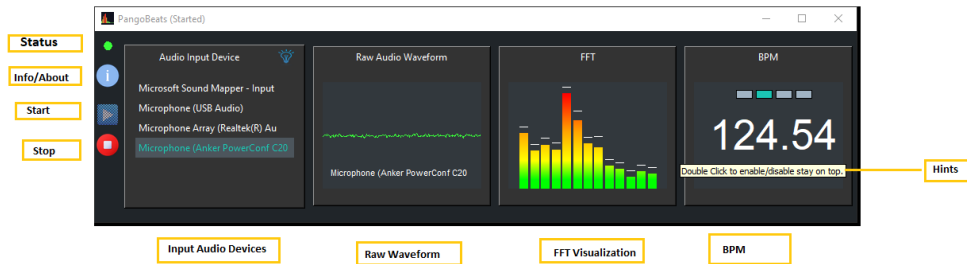 PangoBeats (Started)
Status
Info/About
Start
Stop
Audio Input Device
Microsoft Sound Mapper - Input
Microphone (USB Audio)
Microphone Array (Realtek(R) Au
Microphone (Anker PowerConf C20
Raw Audio Waveform
Microphone (Anker PowerConf C20
FFT
BPM
124.54
Double Click to enable/disable stay on top.
Hints
Input Audio Devices
Raw Waveform
FFT Visualization
BPM